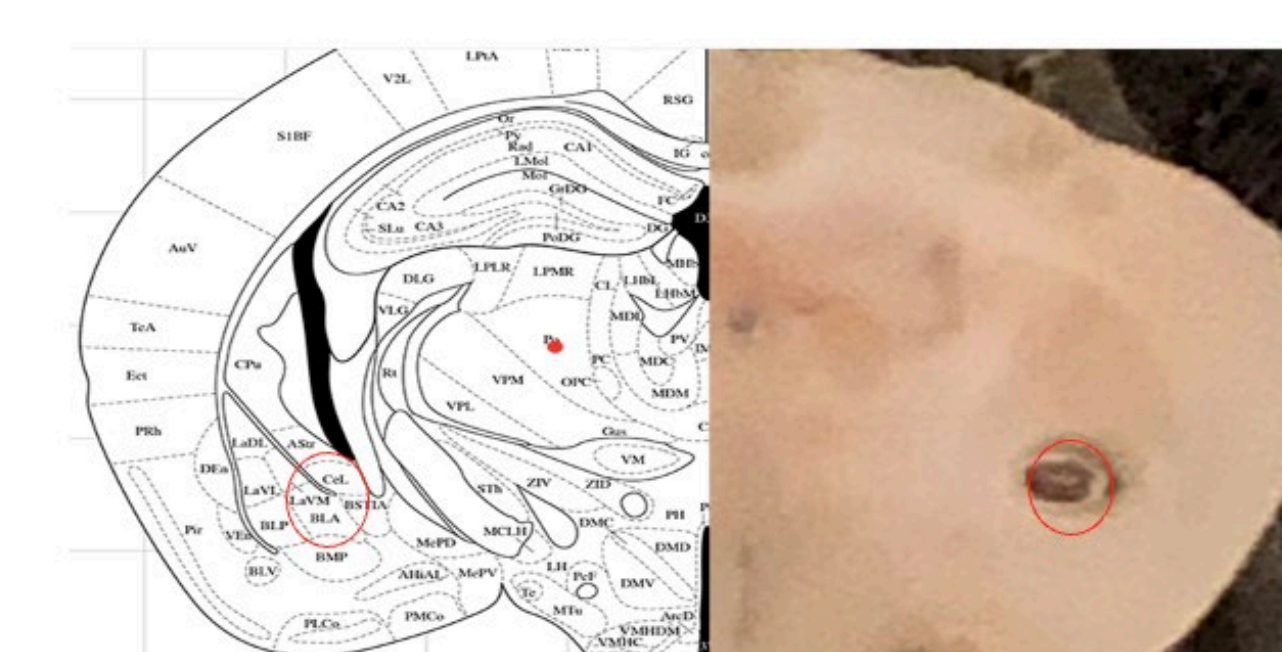 LPtA
V2L
RSG
S1BF
Or
Py
Rad
CA1
LMol
Mol
IG
GrDG
FC
CA2
SLu
CA3
DG
PoDG
AuV
DLG
LPLR
LPMR
MHb
CL
LHbL
LHbM
VLG
MDL
TeA
Po
PV
PC
MDC
CPu
Rt
Ect
VPM
OPC
MDM
VPL
PRh
Gus
LaDL
AStr
VM
DEn
CeL
LaVL
LaVM
BSTIA
STh
ZIV
ZID
BLP
BLA
PH
Pir
VEn
MCLH
DMC
BMP
MePD
DMD
BLV
AHiAL
MePV
LH
PeF
DMV
Te
PLCo
PMCo
MTu
ArcD
VMHDM
VMHC